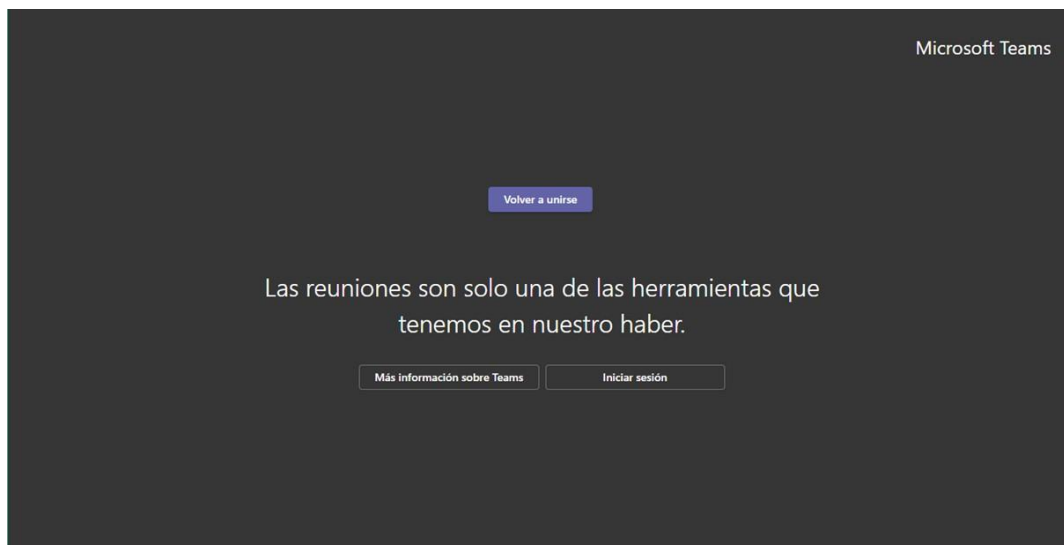 Microsoft Teams
Volver a unirse
Las reuniones son solo una de las herramientas que
tenemos en nuestro haber.
Más información sobre Teams
Iniciar sesión